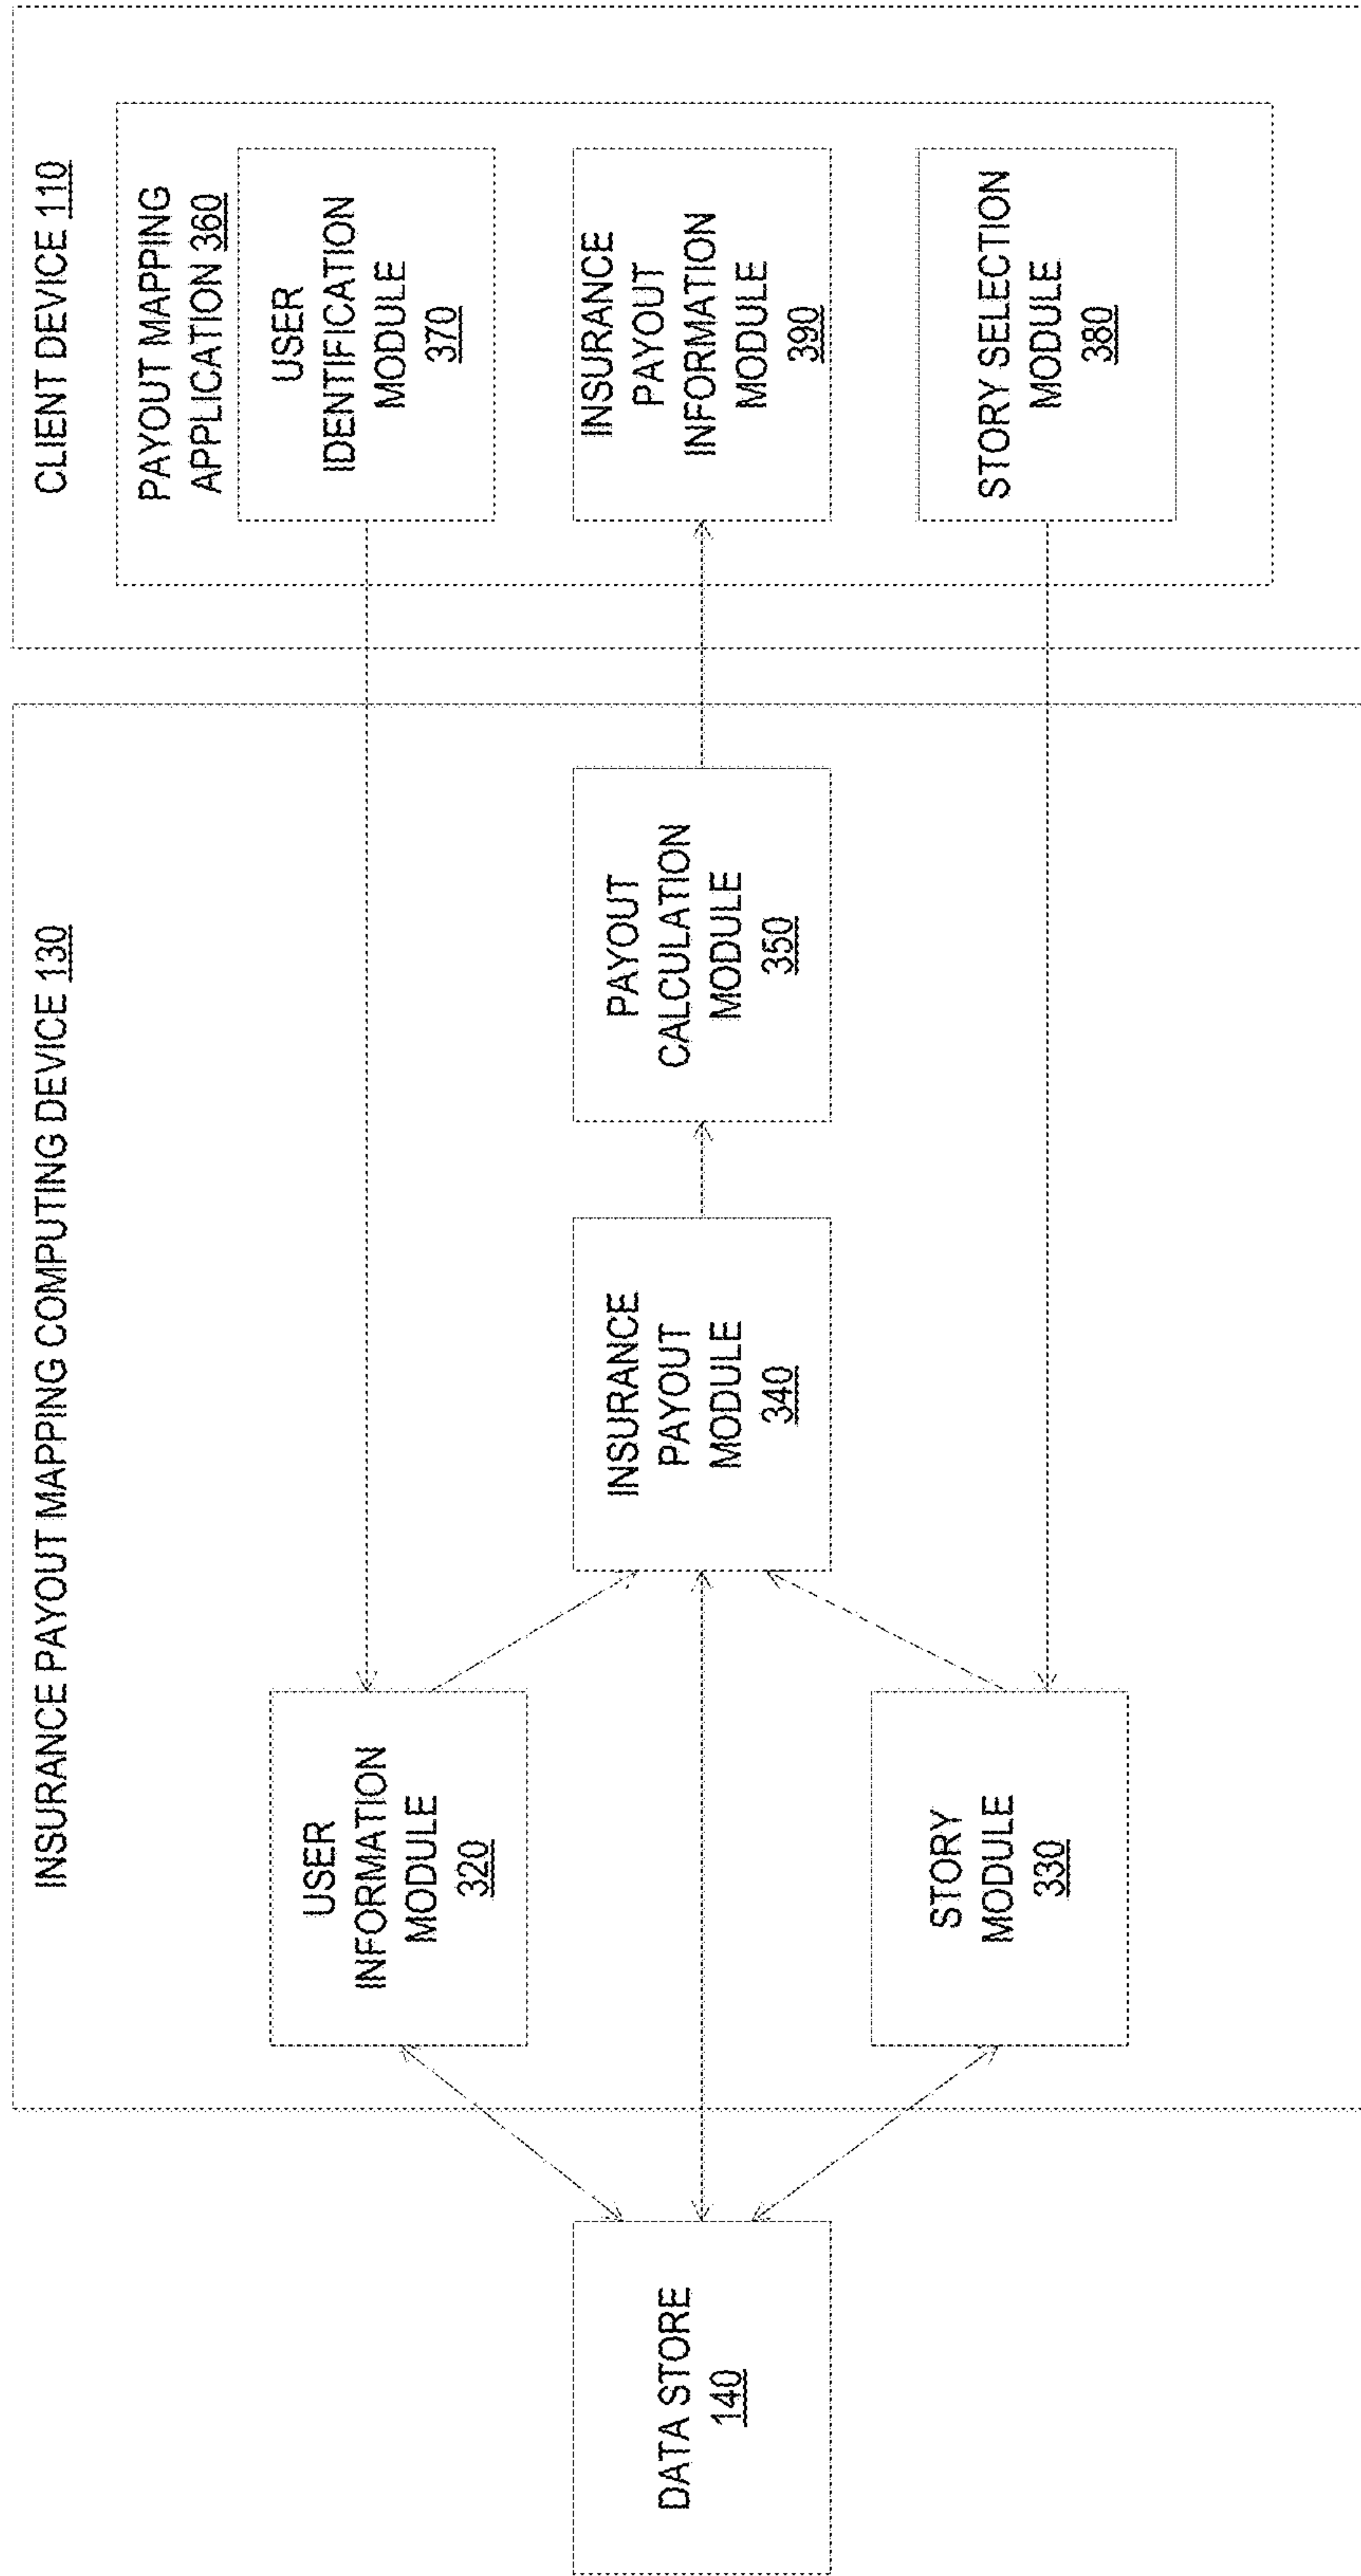 INSURANCE PAYOUT MAPPING COMPUTING DEVICE 130
CLIENT DEVICE 110
PAYOUT MAPPING
APPLICATION 360
DATA STORE
140
USER
INFORMATION
MODULE
320
STORY
MODULE
330
INSURANCE
PAYOUT
MODULE
340
PAYOUT
CALCULATION
MODULE
350
USER
IDENTIFICATION
MODULE
370
INSURANCE
PAYOUT
INFORMATION
MODULE
390
STORY SELECTION
MODULE
380